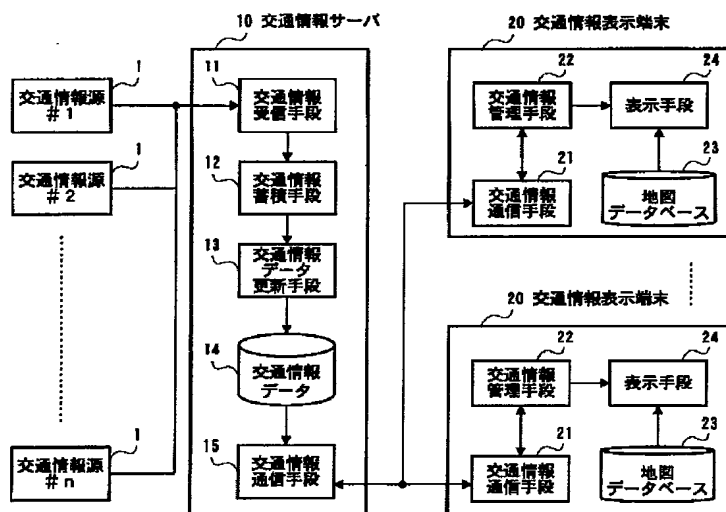 10 交通情報サーバ
1
交通情報源
#1
1
交通情報源
#2
1
交通情報源
#n
11
交通情報
受信手段
12
交通情報
蓄積手段
13
交通情報
データ
更新手段
14
交通情報
データ
15
交通情報
通信手段
20 交通情報表示端末
22
交通情報
管理手段
24
表示手段
21
交通情報
通信手段
23
地図
データベース
20 交通情報表示端末
22
交通情報
管理手段
24
表示手段
21
交通情報
通信手段
23
地図
データベース